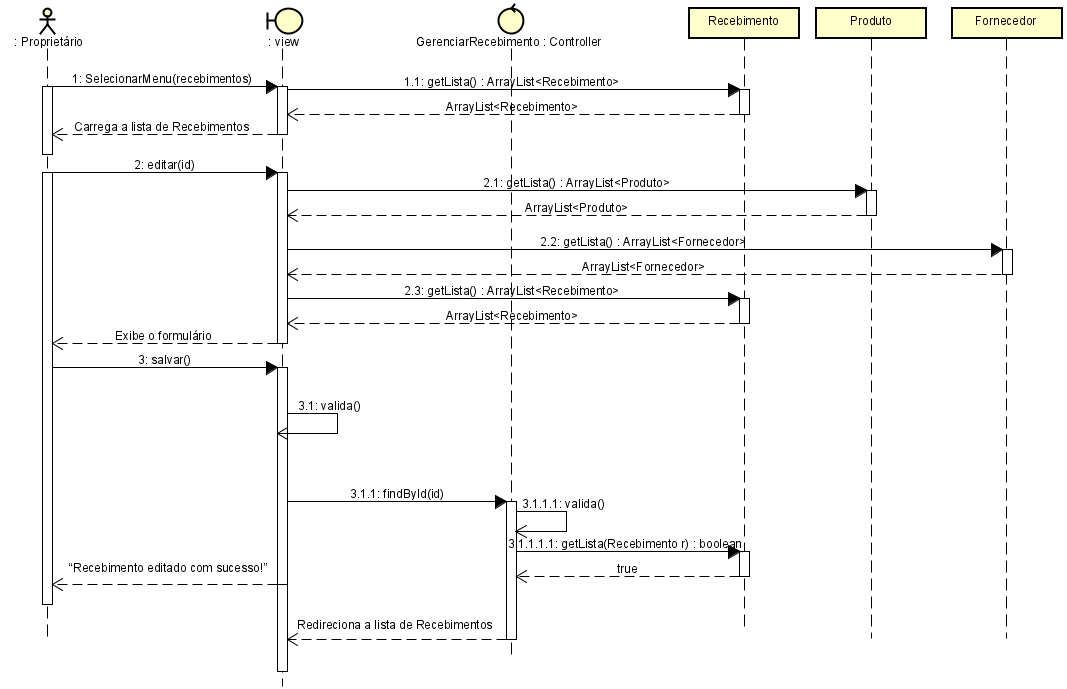 : Proprietário
: view
GerenciarRecebimento : Controller
Recebimento
Produto
Fornecedor
1: SelecionarMenu(recebimentos)
1.1: getLista() : ArrayList<Recebimento>
ArrayList<Recebimento>
Carrega a lista de Recebimentos
2: editar(id)
2.1: getLista() : ArrayList<Produto>
ArrayList<Produto>
2.2: getLista() : ArrayList<Fornecedor>
ArrayList<Fornecedor>
2.3: getLista() : ArrayList<Recebimento>
ArrayList<Recebimento>
Exibe o formulário
3: salvar()
3.1: valida()
3.1.1: findById(id)
3.1.1.1: valida()
3.1.1.1.1: getLista(Recebimento r) : boolean
"Recebimento editado com sucesso!"
true
Redireciona a lista de Recebimentos